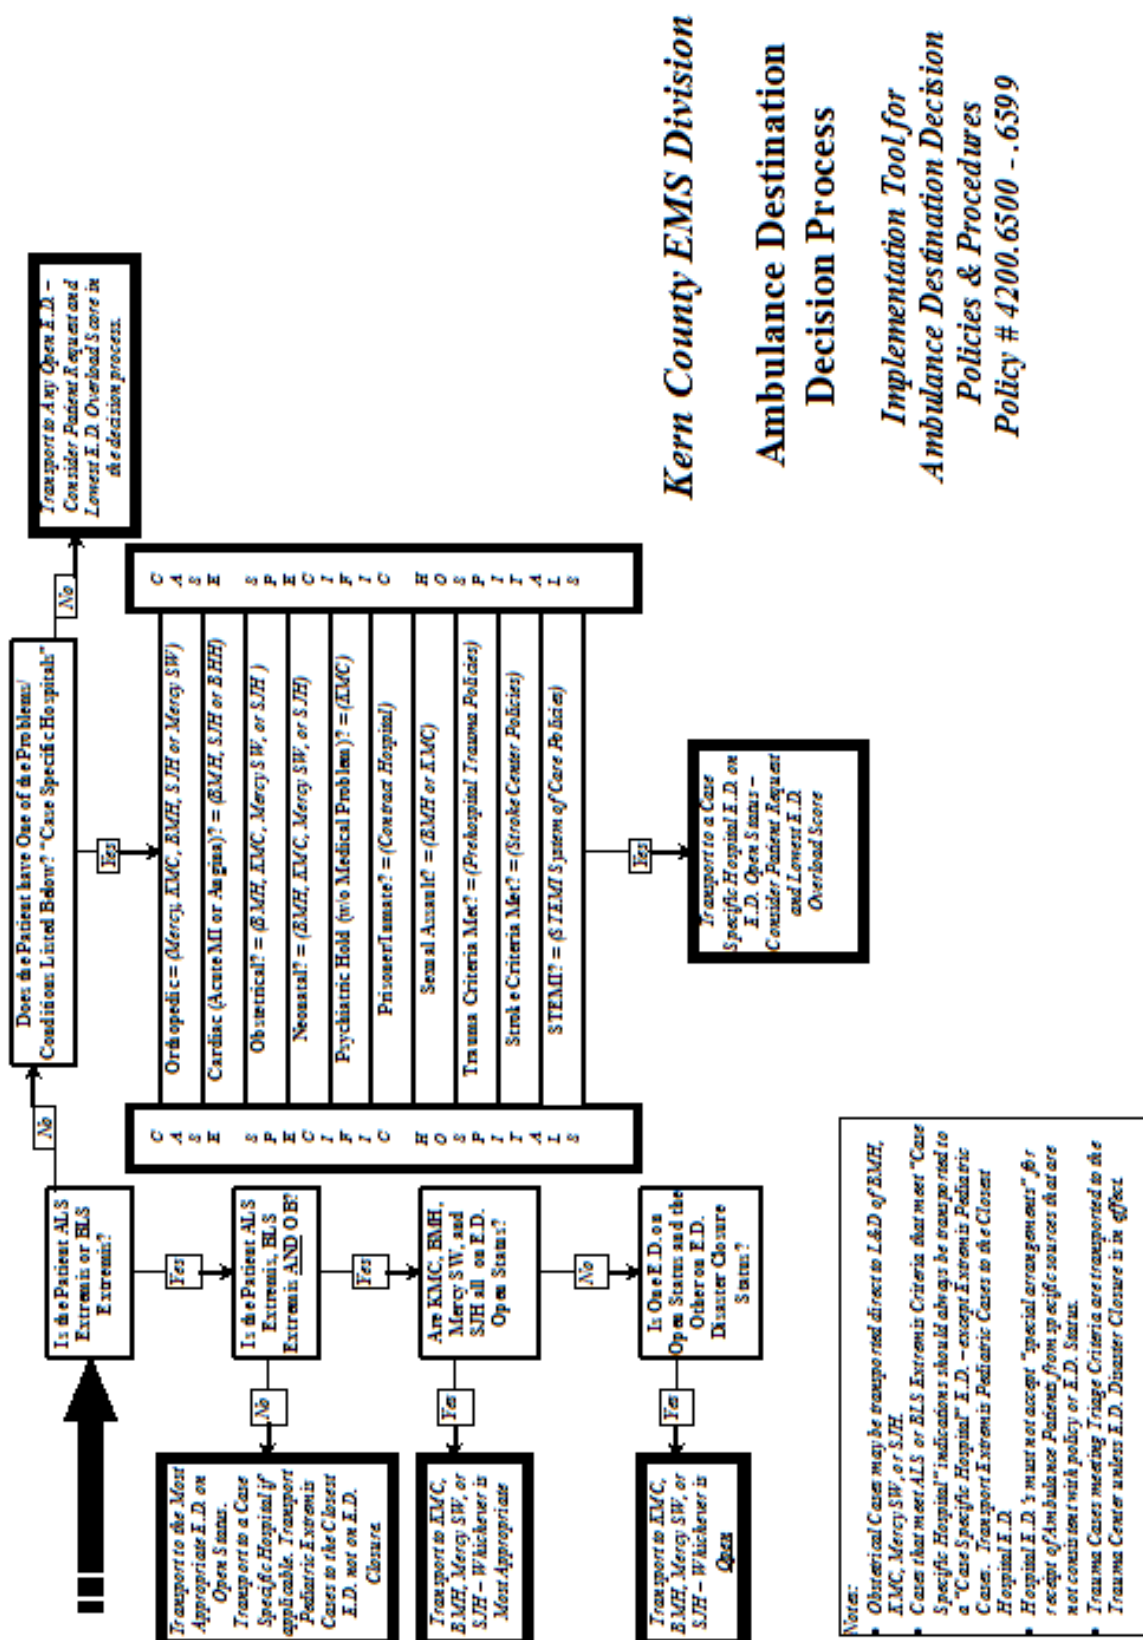 Kern County EMS Division
Ambulance Destination
Decision Process
Implementation Tool for
Ambulance Destination Decision
Policies & Procedures
Policy # 4200.6500 - .6599
Is the Patient ALS
Extremis or BLS
Extremis?
No
Does the Patient have One of the Problems/
Conditions Listed Below? "Case Specific Hospitals"
No
Transport to Any Open E.D. –
Consider Patient Request and
Lowest E.D. Overload Score in
the decision process.
Yes
CASE SPECIFIC HOSPITALS
Orthopedic = (Mercy, KMC, BMH, SJH or Mercy SW)
Cardiac (Acute MI or Angina)? = (BMH, SJH or BHH)
Obstetrical? = (BMH, KMC, Mercy SW, or SJH )
Neonatal? = (BMH, KMC, Mercy SW, or SJH)
Psychiatric Hold (w/o Medical Problem)? = (KMC)
Prisoner/Inmate? = (Contract Hospital)
Sexual Assault? = (BMH or KMC)
Trauma Criteria Met? = (Prehospital Trauma Policies)
Stroke Criteria Met? = (Stroke Center Policies)
STEMI? = (STEMI System of Care Policies)
CASE SPECIFIC HOSPITALS
Yes
Transport to a Case
Specific Hospital E.D. on
E.D. Open Status –
Consider Patient Request
and Lowest E.D.
Overload Score
Yes
Is the Patient ALS
Extremis, BLS
Extremis AND OB?
No
Transport to the Most
Appropriate E.D. on
Open Status.
Transport to a Case
Specific Hospital if
applicable. Transport
Pediatric Extremis
Cases to the Closest
E.D. not on E.D.
Closure.
Yes
Are KMC, BMH,
Mercy SW, and
SJH all on E.D.
Open Status?
Yes
Transport to KMC,
BMH, Mercy SW, or
SJH – Whichever is
Most Appropriate
No
Is One E.D. on
Open Status and the
Other on E.D.
Disaster Closure
Status?
Yes
Transport to KMC,
BMH, Mercy SW, or
SJH – Whichever is
Open
Notes:
• Obstetrical Cases may be transported direct to L&D of BMH,
KMC, Mercy SW, or SJH.
• Cases that meet ALS or BLS Extremis Criteria that meet "Case
Specific Hospital" indications should always be transported to
a "Case Specific Hospital" E.D. – except Extremis Pediatric
Cases. Transport Extremis Pediatric Cases to the Closest
Hospital E.D.
• Hospital E.D.'s must not accept "special arrangements" for
receipt of Ambulance Patients from specific sources that are
not consistent with policy or E.D. Status.
• Trauma Cases meeting Triage Criteria are transported to the
Trauma Center unless E.D. Disaster Closure is in effect.